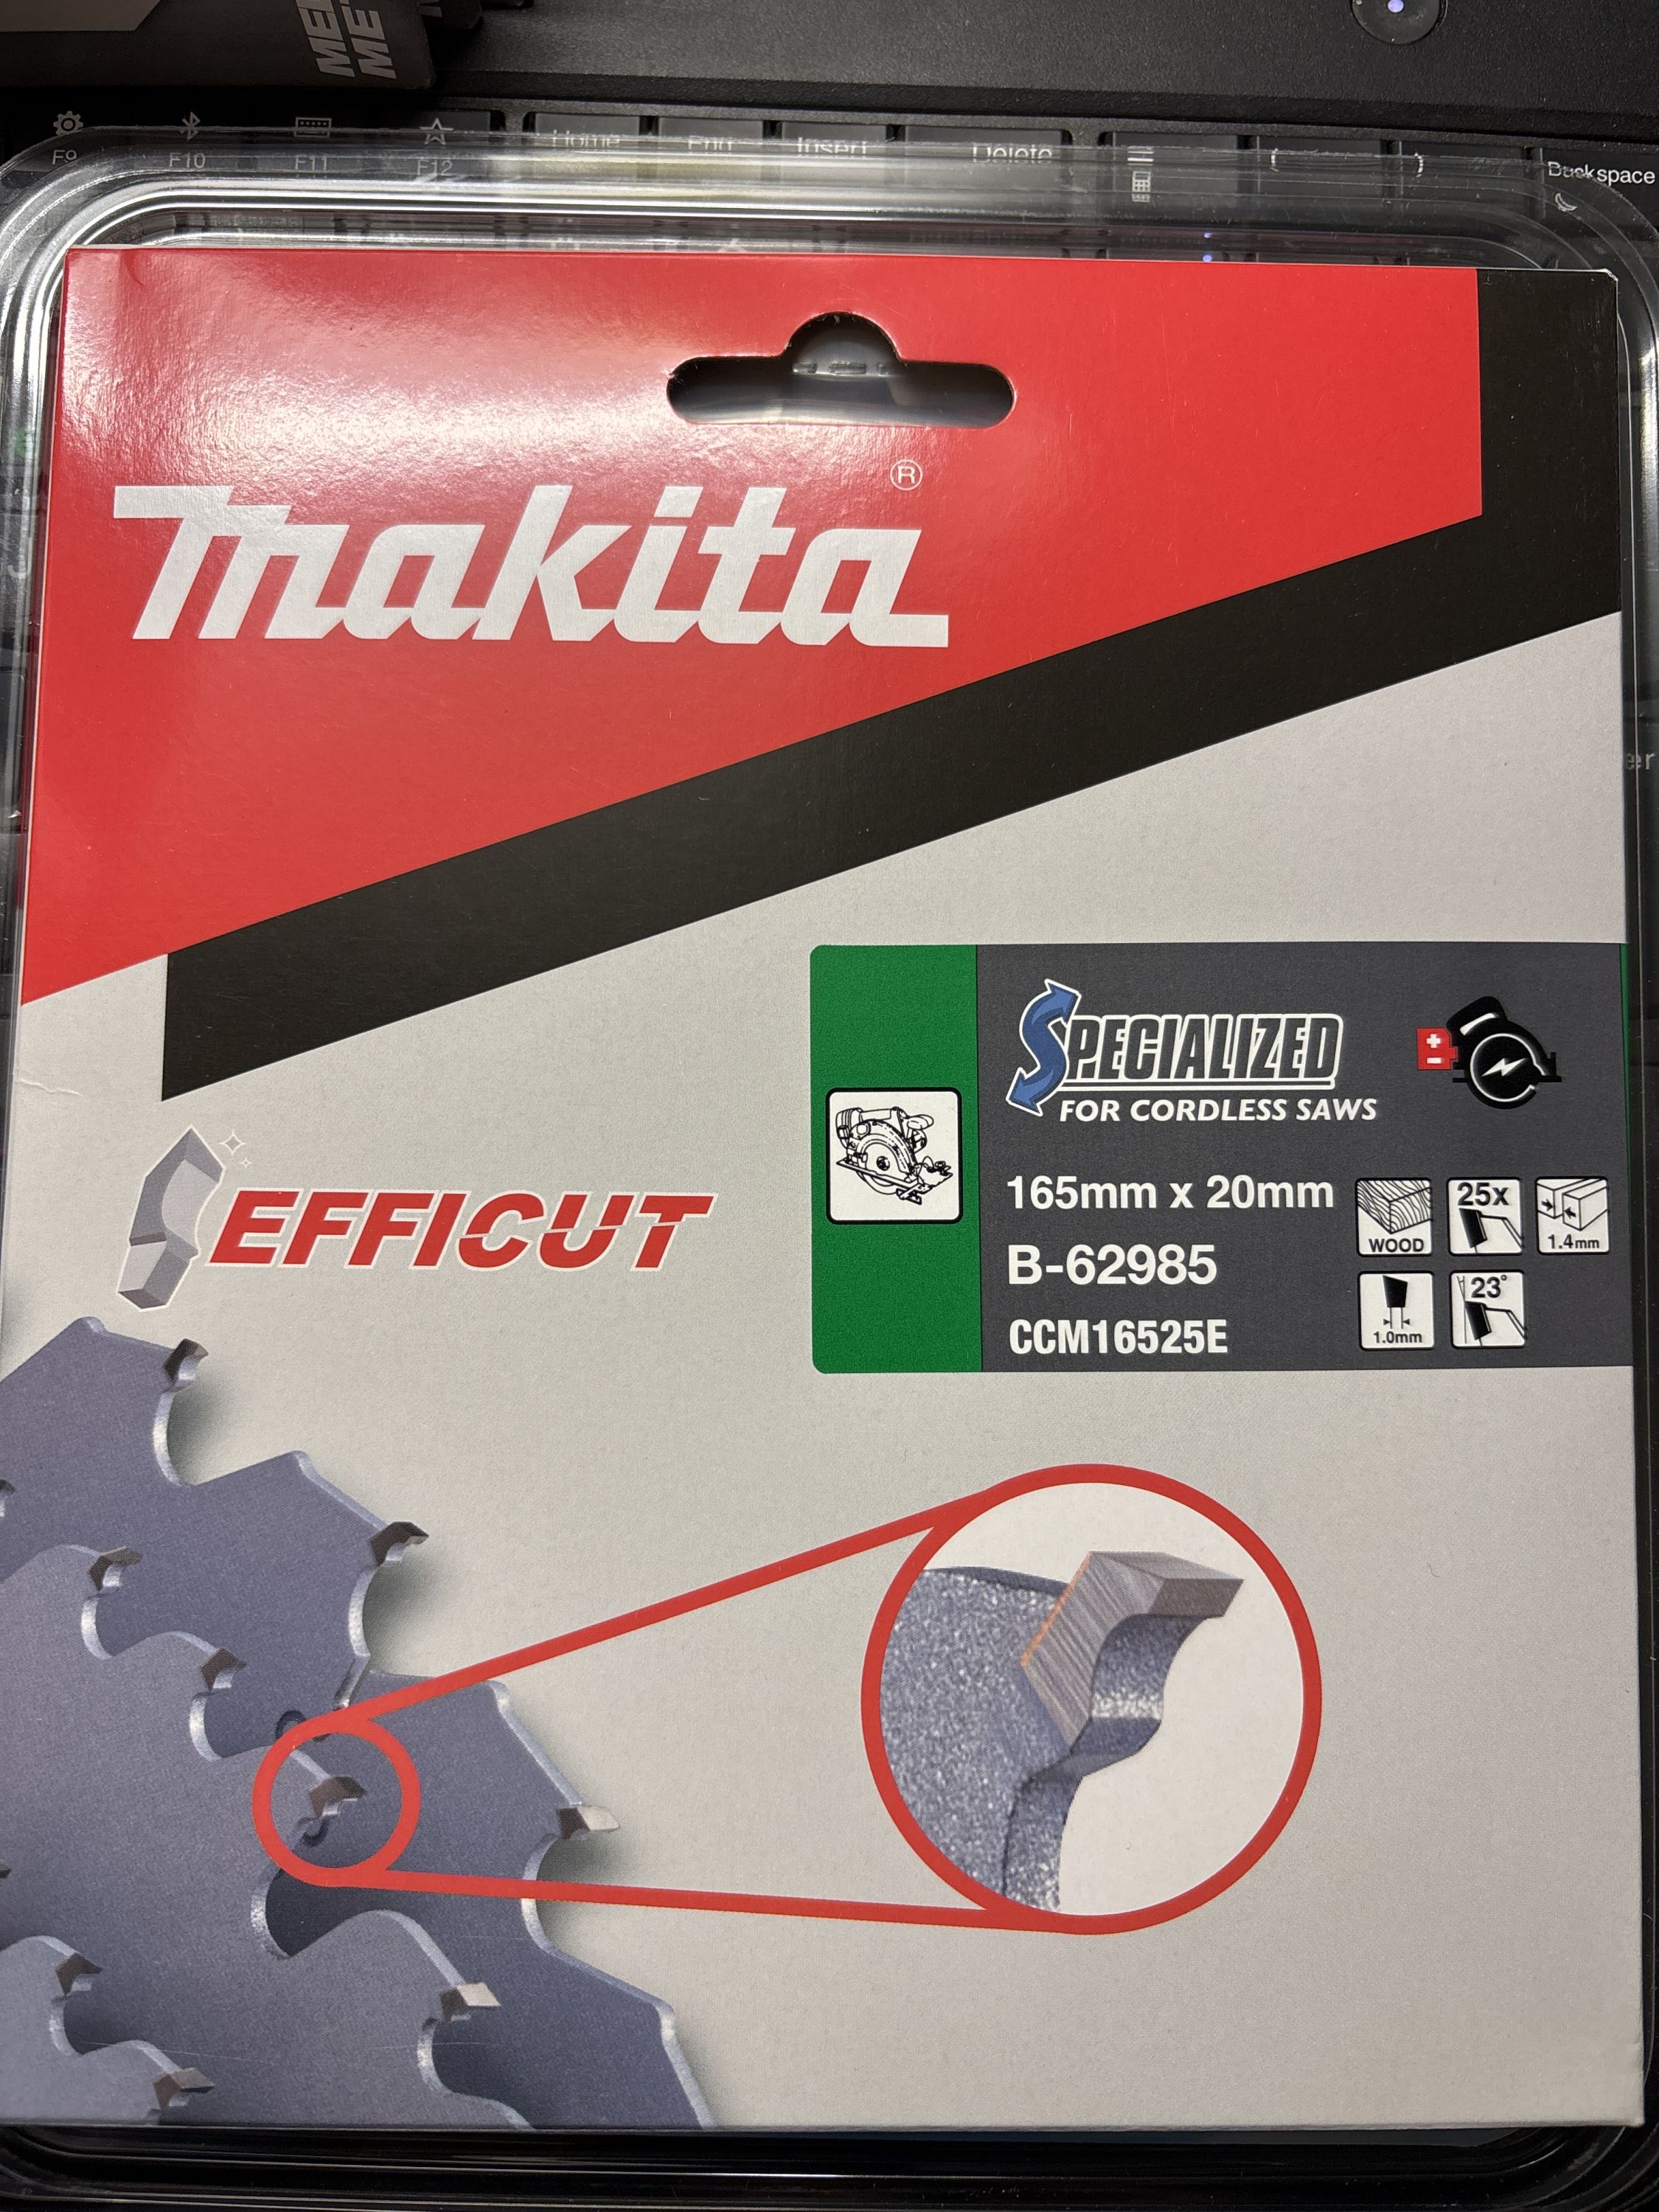 F9
F10
F11
F12
Home
End
Insert
Delete
Backspace
makita®
SPECIALIZED
FOR CORDLESS SAWS
165mm x 20mm
B-62985
CCM16525E
WOOD
25x
1.4mm
1.0mm
23°
EFFICUT